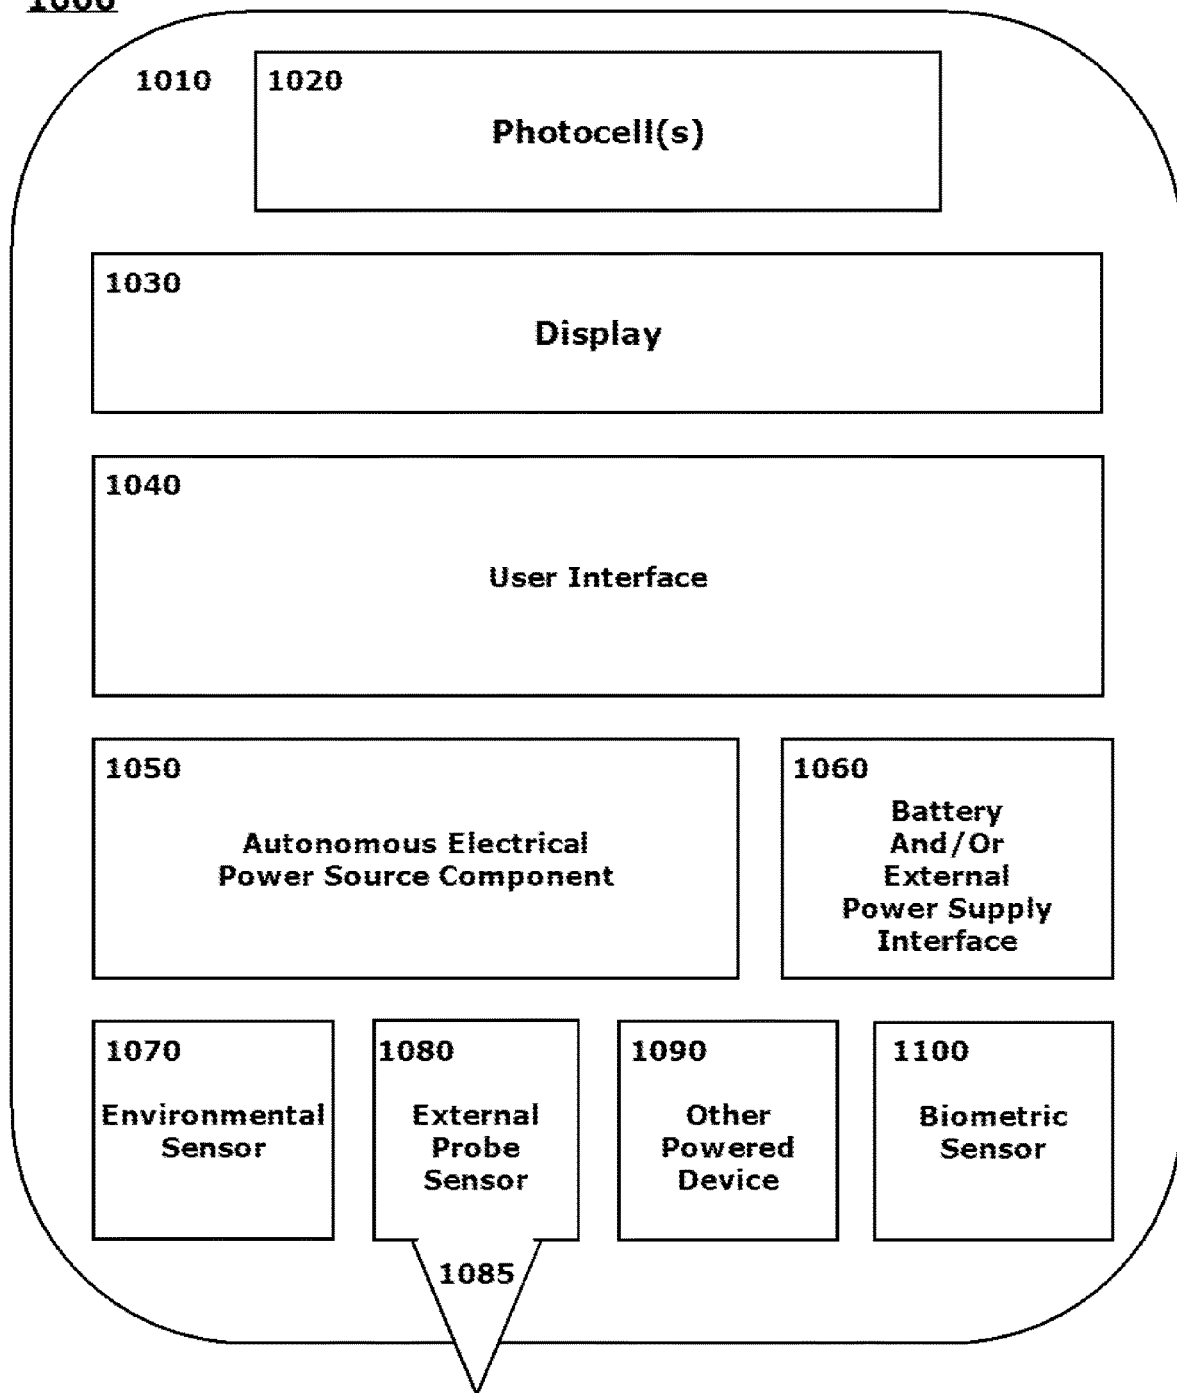 1010
1020
Photocell(s)
1030
Display
1040
User Interface
1050
Autonomous Electrical
Power Source Component
1060
Battery
And/Or
External
Power Supply
Interface
1070
Environmental
Sensor
1080
External
Probe
Sensor
1085
1090
Other
Powered
Device
1100
Biometric
Sensor